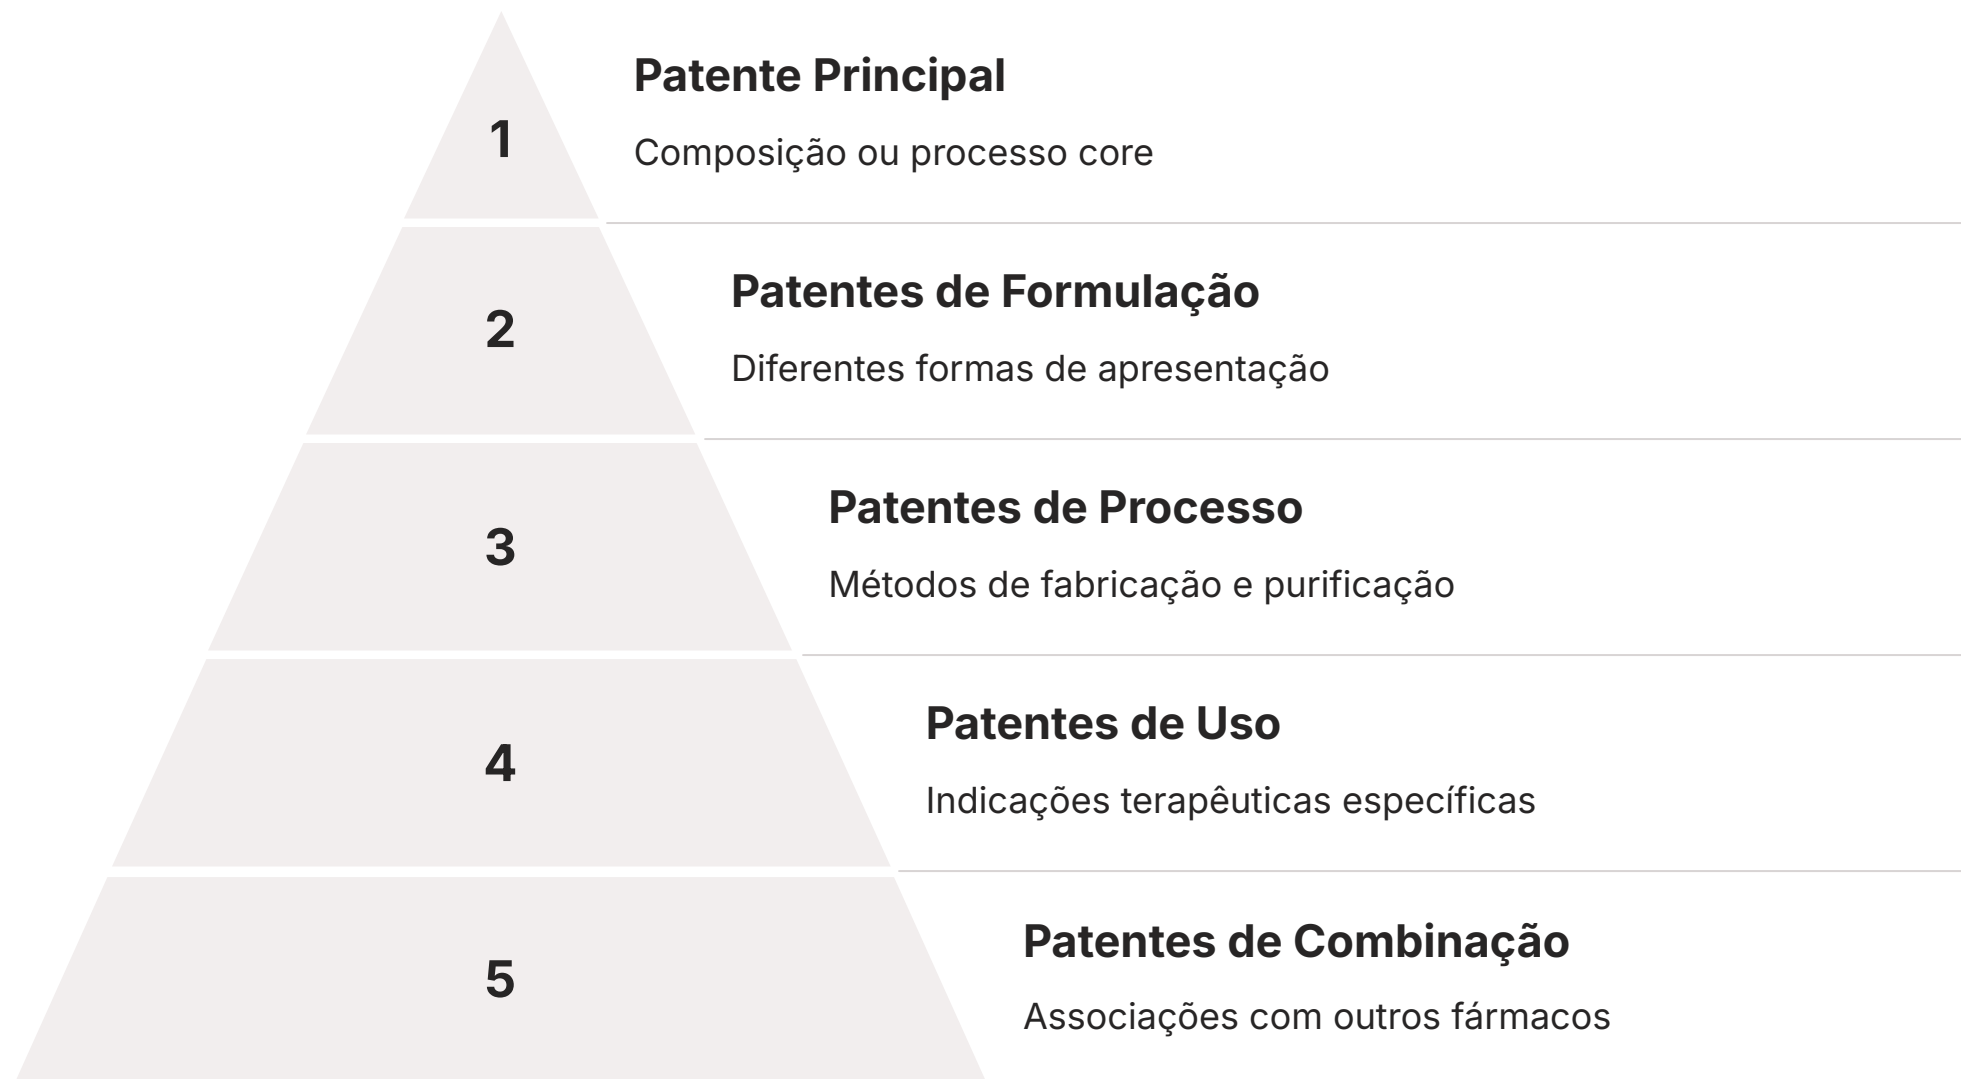 1
Patente Principal
Composição ou processo core
2
Patentes de Formulação
Diferentes formas de apresentação
3
Patentes de Processo
Métodos de fabricação e purificação
4
Patentes de Uso
Indicações terapêuticas específicas
5
Patentes de Combinação
Associações com outros fármacos